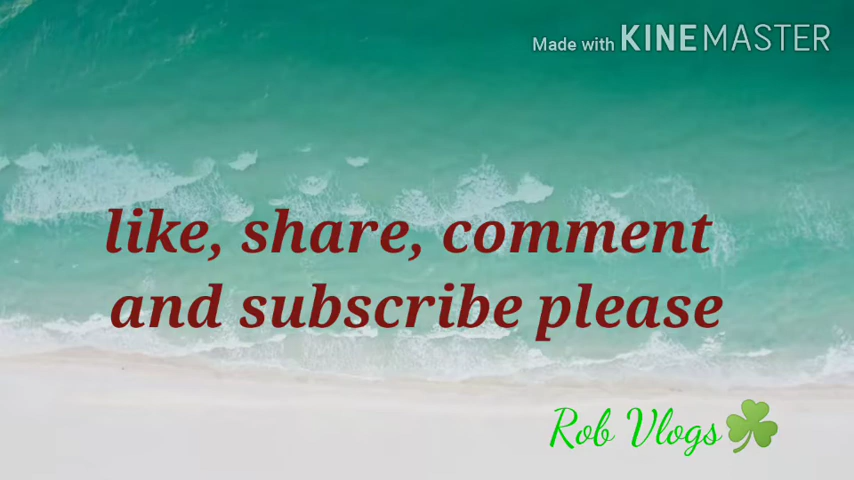 Made with KINEMASTER
like, share, comment
and subscribe please
Rob Vlogs☘